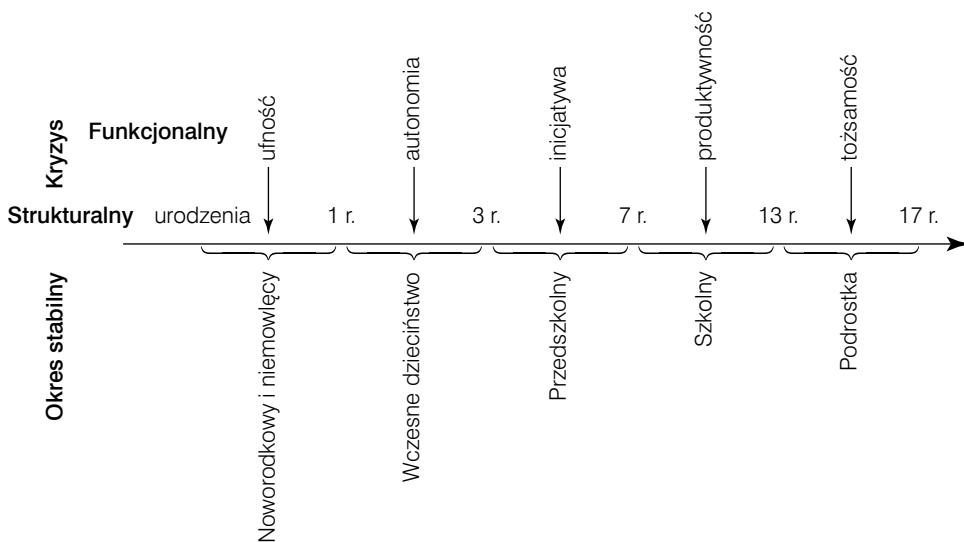 Kryzys
Funkcjonalny
ufność
autonomia
inicjatywa
produktywność
tożsamość
Strukturalny urodzenia 1 r. 3 r. 7 r. 13 r. 17 r.
Okres stabilny
Noworodkowy i niemowlęcy
Wczesne dzieciństwo
Przedszkolny
Szkolny
Podrostka